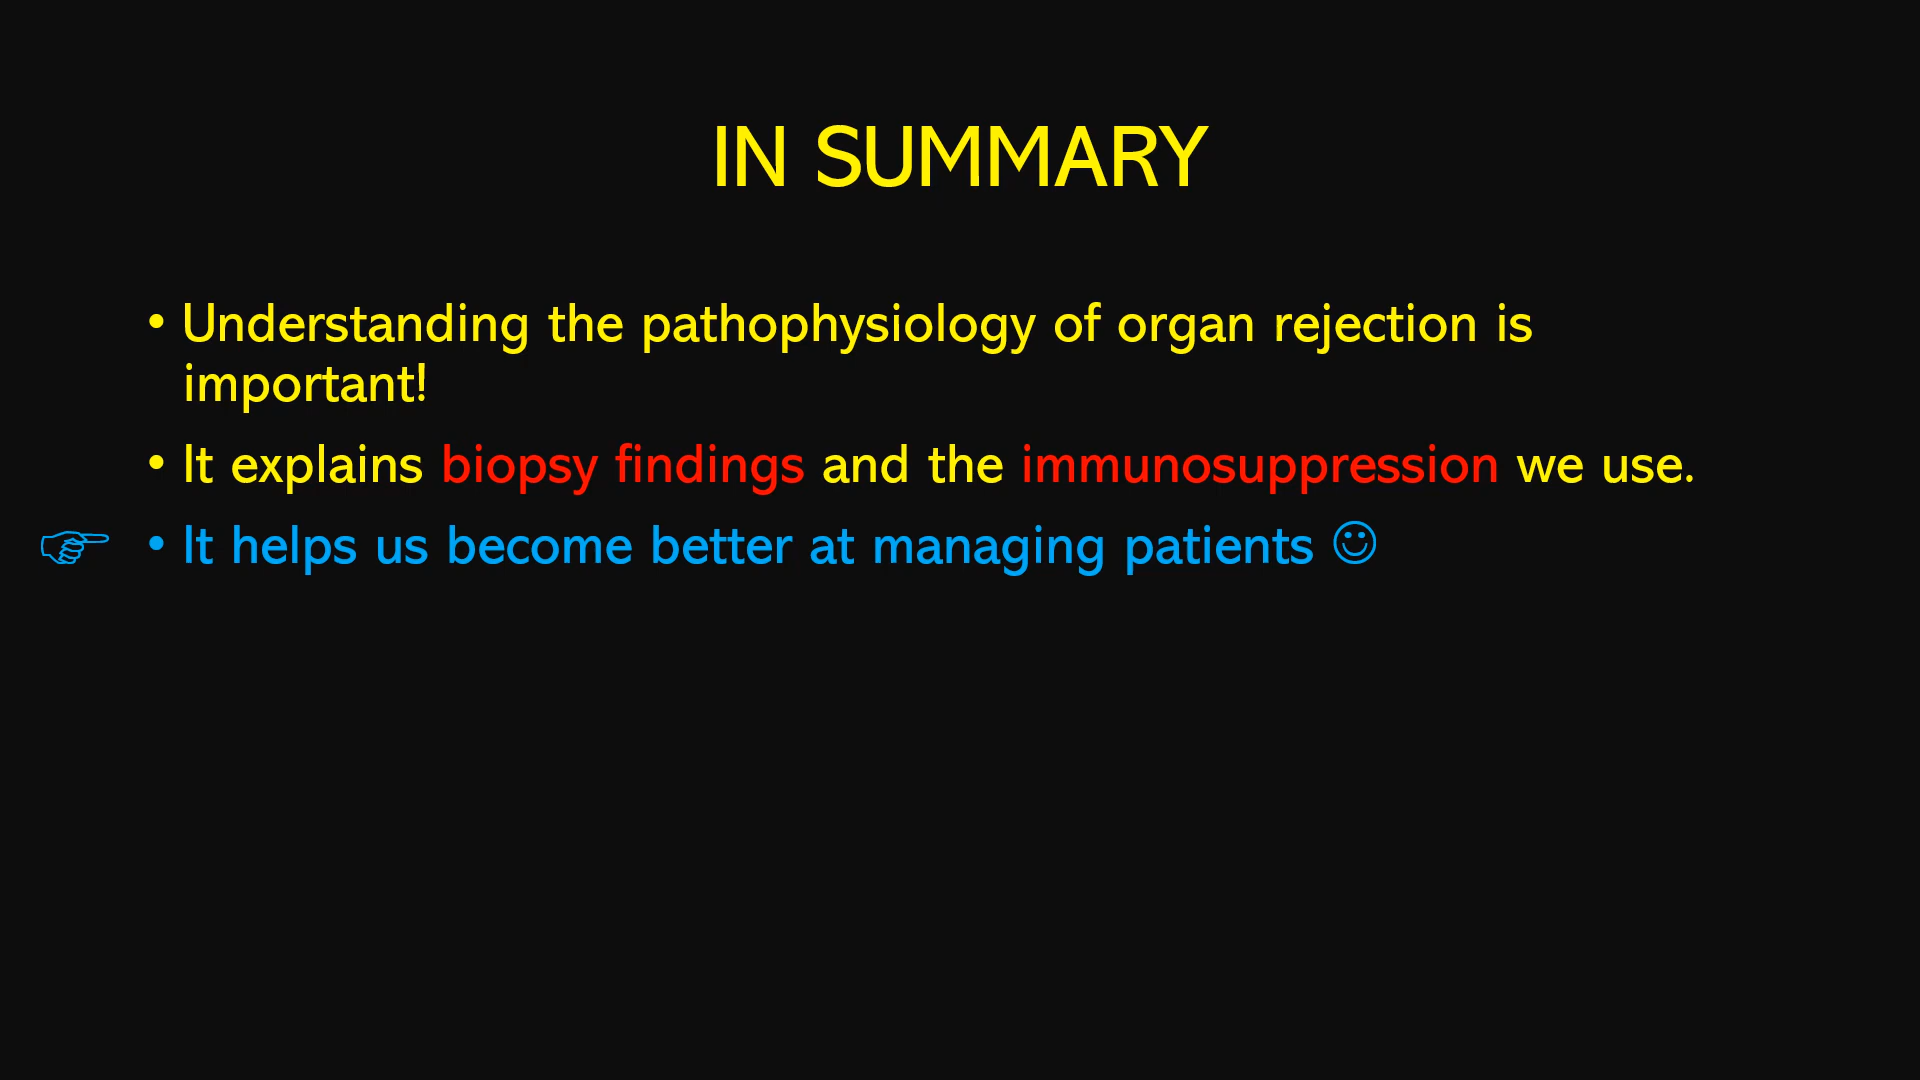 IN SUMMARY
• Understanding the pathophysiology of organ rejection is
important!
• It explains biopsy findings and the immunosuppression we use.
☞ • It helps us become better at managing patients ☺